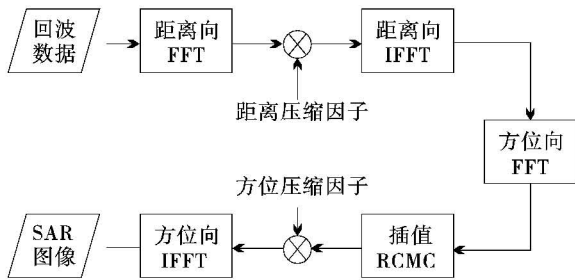 回波
数据
距离向
FFT
距离向
IFFT
距离压缩因子
方位向
FFT
方位压缩因子
SAR
图像
方位向
IFFT
插值
RCMC